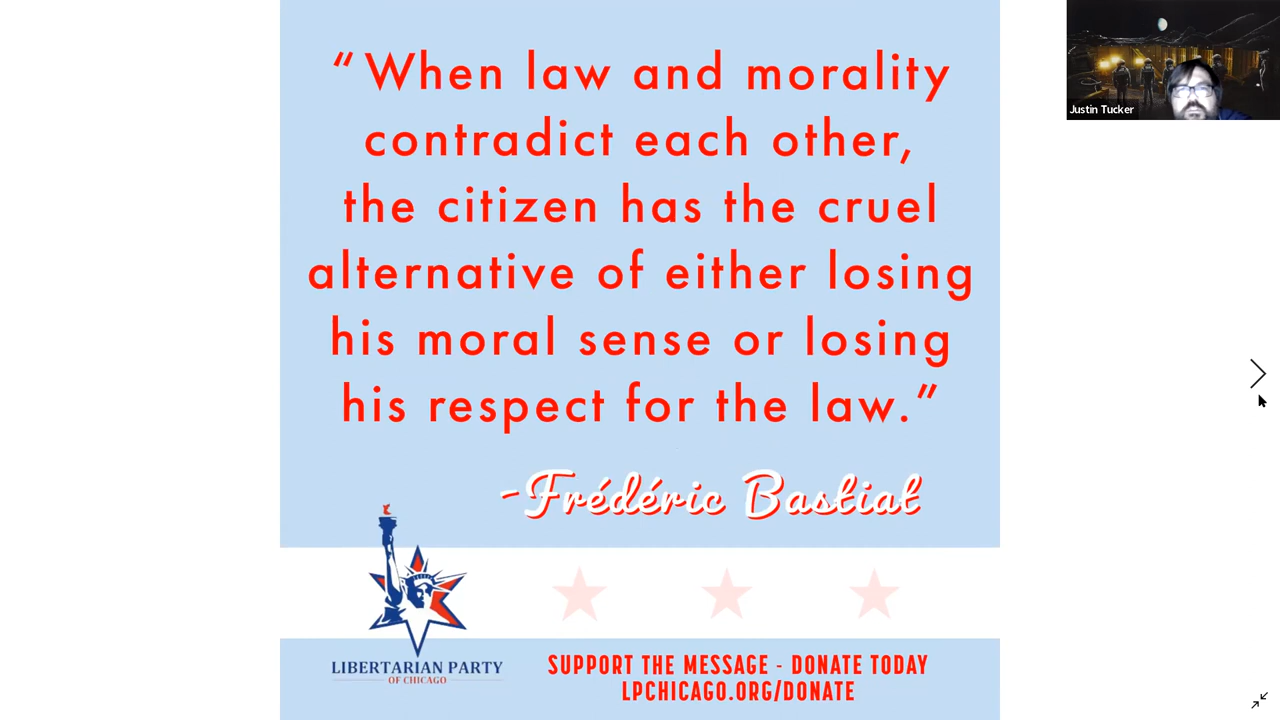 “When law and morality
contradict each other,
the citizen has the cruel
alternative of either losing
his moral sense or losing
his respect for the law.”
-Frédéric Bastiat
LIBERTARIAN PARTY
OF CHICAGO
SUPPORT THE MESSAGE - DONATE TODAY
LPCHICAGO.ORG/DONATE
Justin Tucker